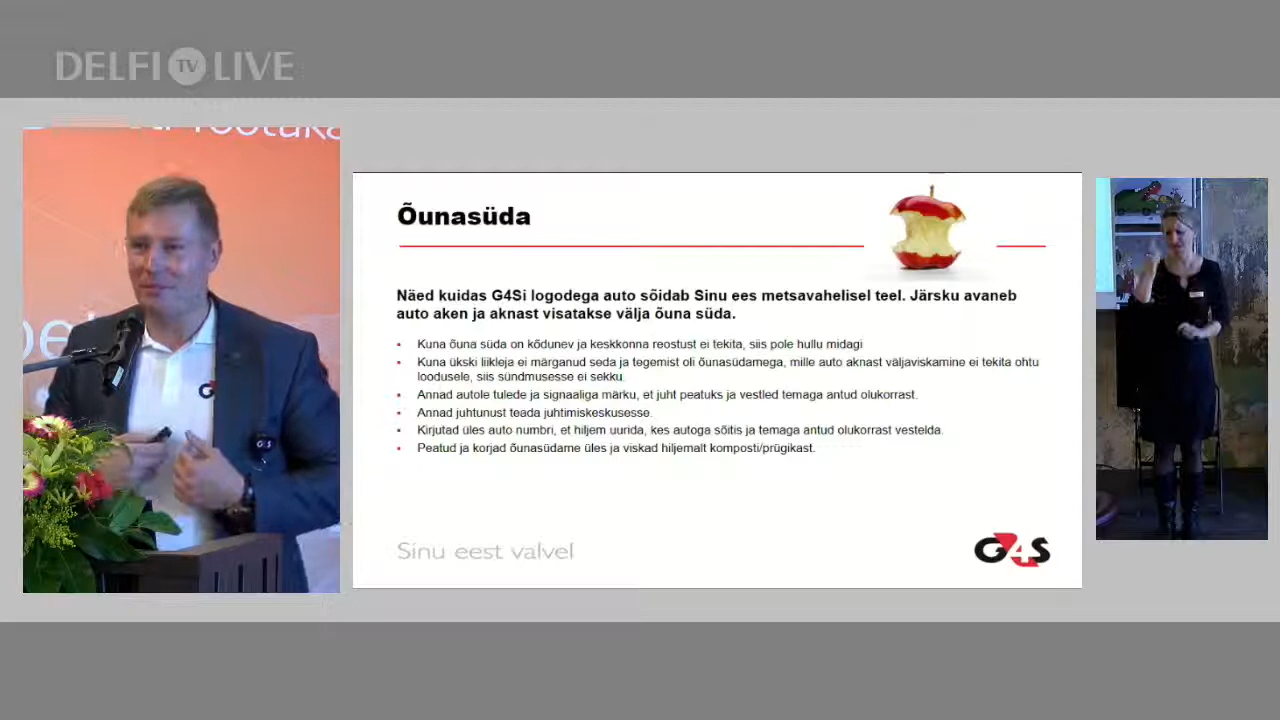 DELFI TV LIVE
Õunasüda
Näed kuidas G4Si logodega auto sõidab Sinu ees metsavahelisel teel. Järsku avaneb
auto aken ja aknast visatakse välja õuna süda.
• Kuna õuna süda on kõdunev ja keskkonna reostust ei tekita, siis pole hullu midagi
• Kuna ükski liikleja ei märganud seda ja tegemist oli õunasüdamega, mille auto aknast väljaviskamine ei tekita ohtu
loodusele, siis sündmusesse ei sekku.
• Annad autole tulede ja signaaliga märku, et juht peatuks ja vestled temaga antud olukorrast.
• Annad juhtunust teada juhtimiskeskusesse.
• Kirjutad üles auto numbri, et hiljem uurida, kes autoga sõitis ja temaga antud olukorrast vestelda.
• Peatud ja korjad õunasüdame üles ja viskad hiljemalt komposti/prügikast.
Sinu eest valvel
G4S
G4S